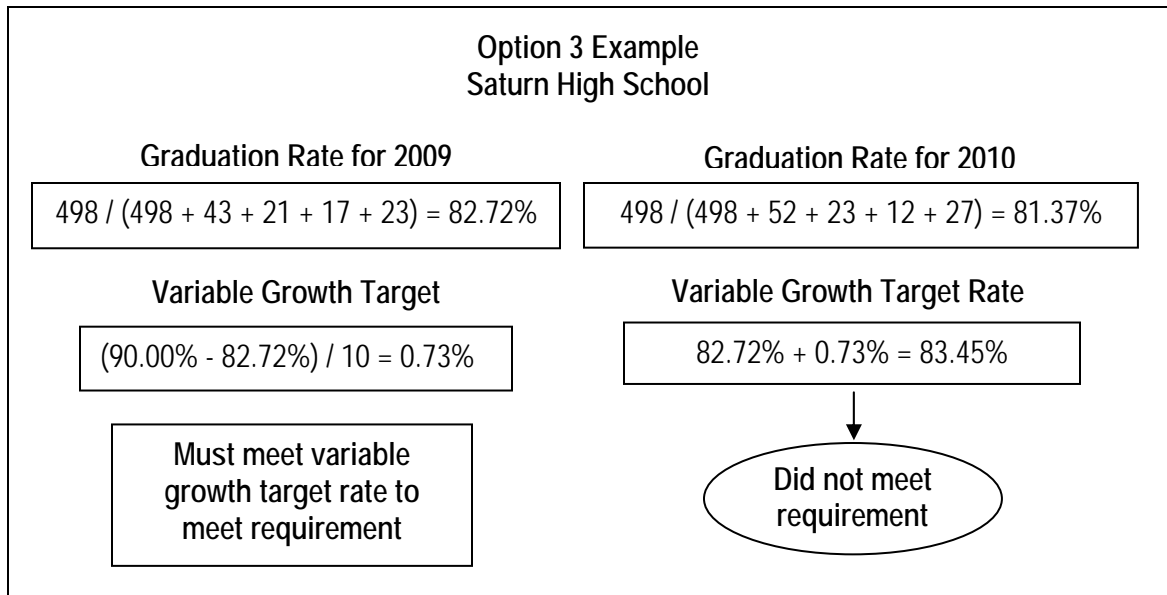 Option 3 Example
Saturn High School
Graduation Rate for 2009
498 / (498 + 43 + 21 + 17 + 23) = 82.72%
Graduation Rate for 2010
498 / (498 + 52 + 23 + 12 + 27) = 81.37%
Variable Growth Target
(90.00% - 82.72%) / 10 = 0.73%
Variable Growth Target Rate
82.72% + 0.73% = 83.45%
Must meet variable
growth target rate to
meet requirement
Did not meet
requirement